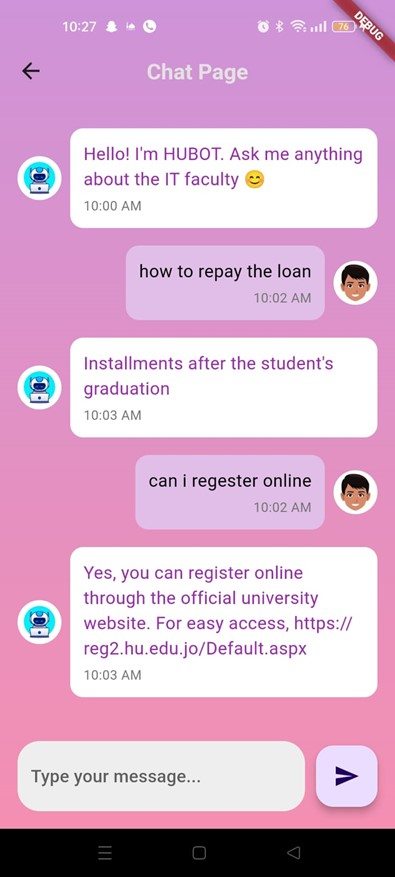 10:27
76
DEBUG
Chat Page
Hello! I'm HUBOT. Ask me anything
about the IT faculty 😊
10:00 AM
how to repay the loan
10:02 AM
Installments after the student's
graduation
10:03 AM
can i regester online
10:02 AM
Yes, you can register online
through the official university
website. For easy access, https://
reg2.hu.edu.jo/Default.aspx
10:03 AM
Type your message...